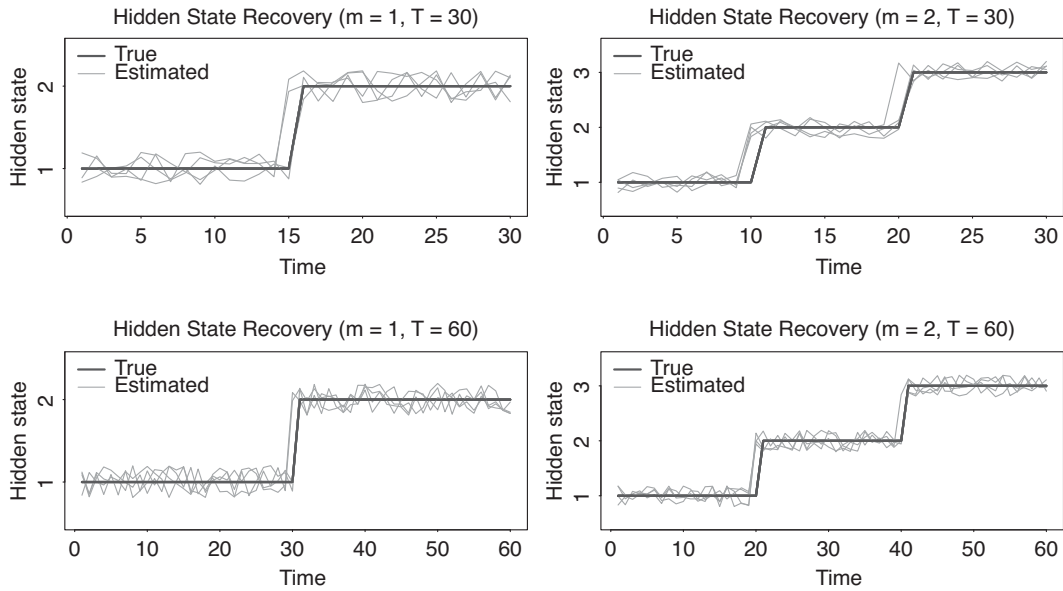 Hidden State Recovery (m = 1, T = 30)
True
Estimated
Hidden state
2
1
0 5 10 15 20 25 30
Time
Hidden State Recovery (m = 2, T = 30)
True
Estimated
Hidden state
3
2
1
0 5 10 15 20 25 30
Time
Hidden State Recovery (m = 1, T = 60)
True
Estimated
Hidden state
2
1
0 10 20 30 40 50 60
Time
Hidden State Recovery (m = 2, T = 60)
True
Estimated
Hidden state
3
2
1
0 10 20 30 40 50 60
Time